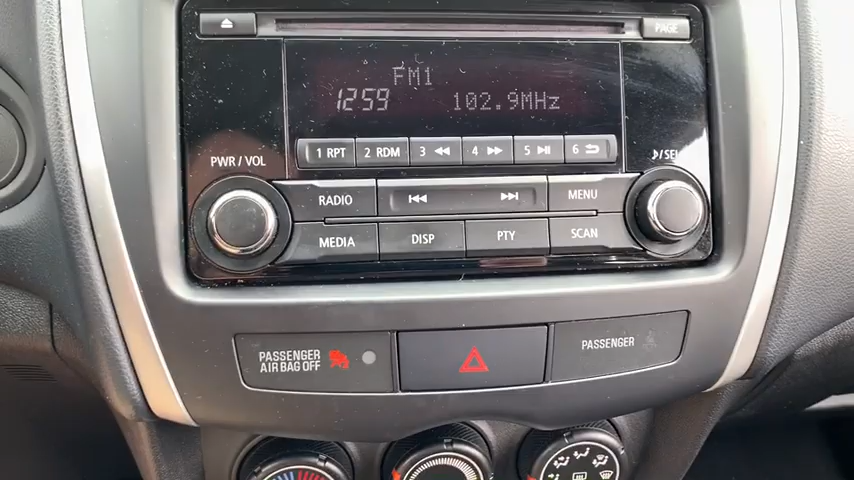 PAGE
FM1
12:59
102.9MHz
1 RPT
2 RDM
3
4
5
6
PWR / VOL
/SEL
RADIO
MENU
MEDIA
DISP
PTY
SCAN
PASSENGER
AIR BAG OFF
PASSENGER